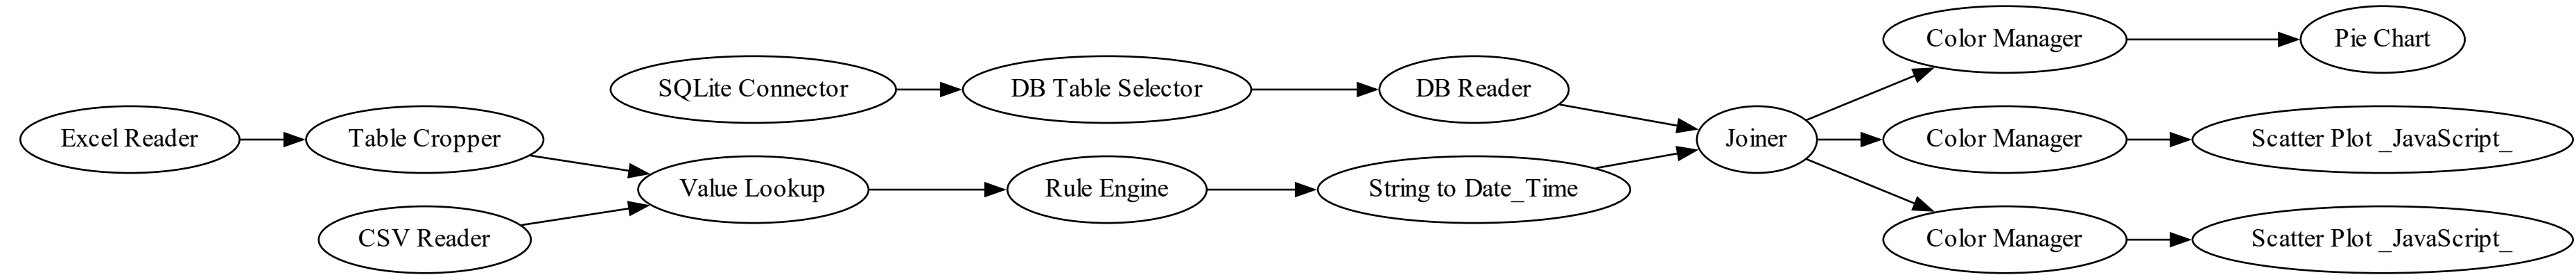 Excel Reader
Table Cropper
CSV Reader
SQLite Connector
Value Lookup
DB Table Selector
Rule Engine
DB Reader
String to Date_Time
Joiner
Color Manager
Color Manager
Color Manager
Pie Chart
Scatter Plot _JavaScript_
Scatter Plot _JavaScript_